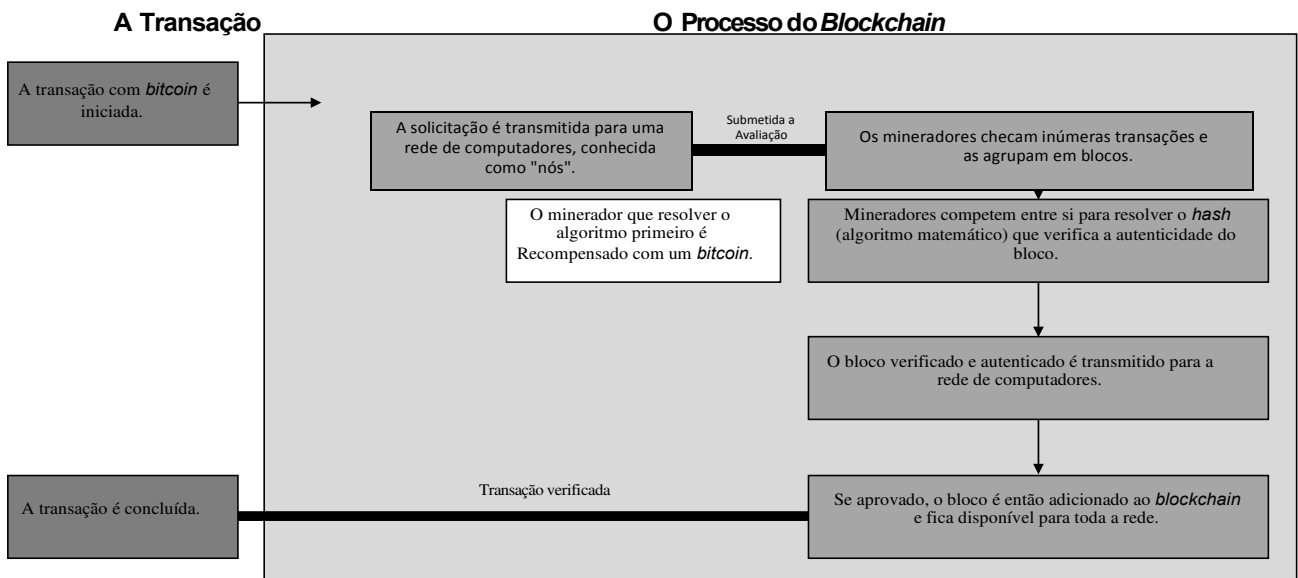 A Transação
O Processo do Blockchain
A transação com bitcoin é
iniciada.
A solicitação é transmitida para uma
rede de computadores, conhecida
como "nós".
Submetida a
Avaliação
Os mineradores checam inúmeras transações e
as agrupam em blocos.
O minerador que resolver o
algoritmo primeiro é
Recompensado com um bitcoin.
Mineradores competem entre si para resolver o hash
(algoritmo matemático) que verifica a autenticidade do
bloco.
O bloco verificado e autenticado é transmitido para a
rede de computadores.
Se aprovado, o bloco é então adicionado ao blockchain
e fica disponível para toda a rede.
Transação verificada
A transação é concluída.